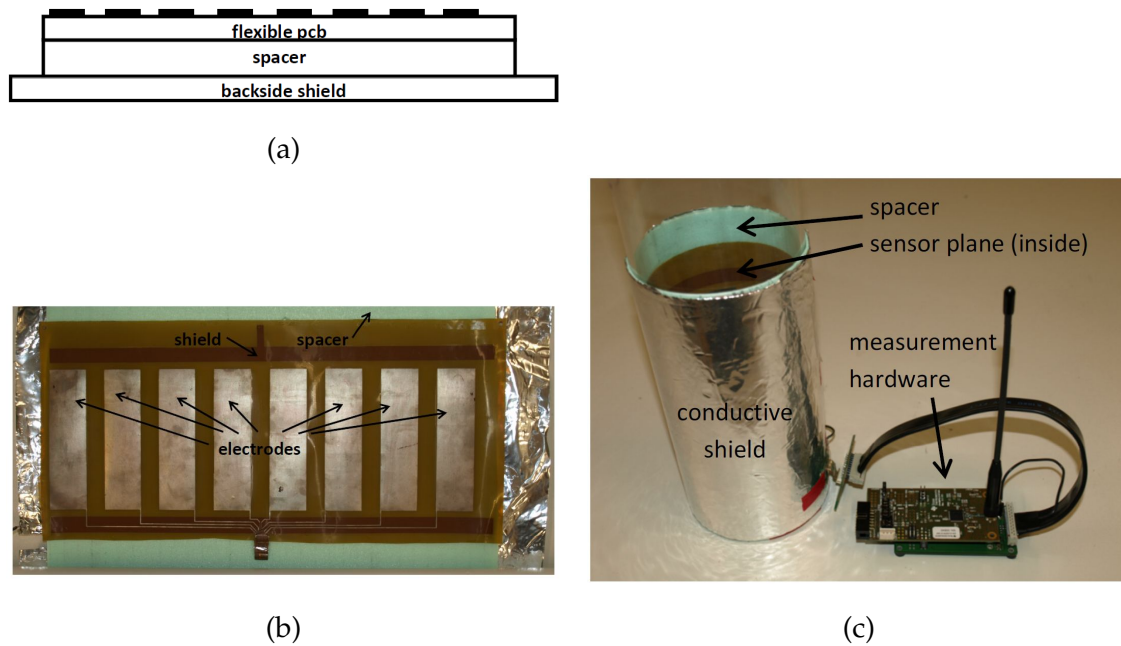 flexible pcb
spacer
backside shield
(a)
shield
spacer
electrodes
(b)
spacer
sensor plane (inside)
measurement
hardware
conductive
shield
(c)